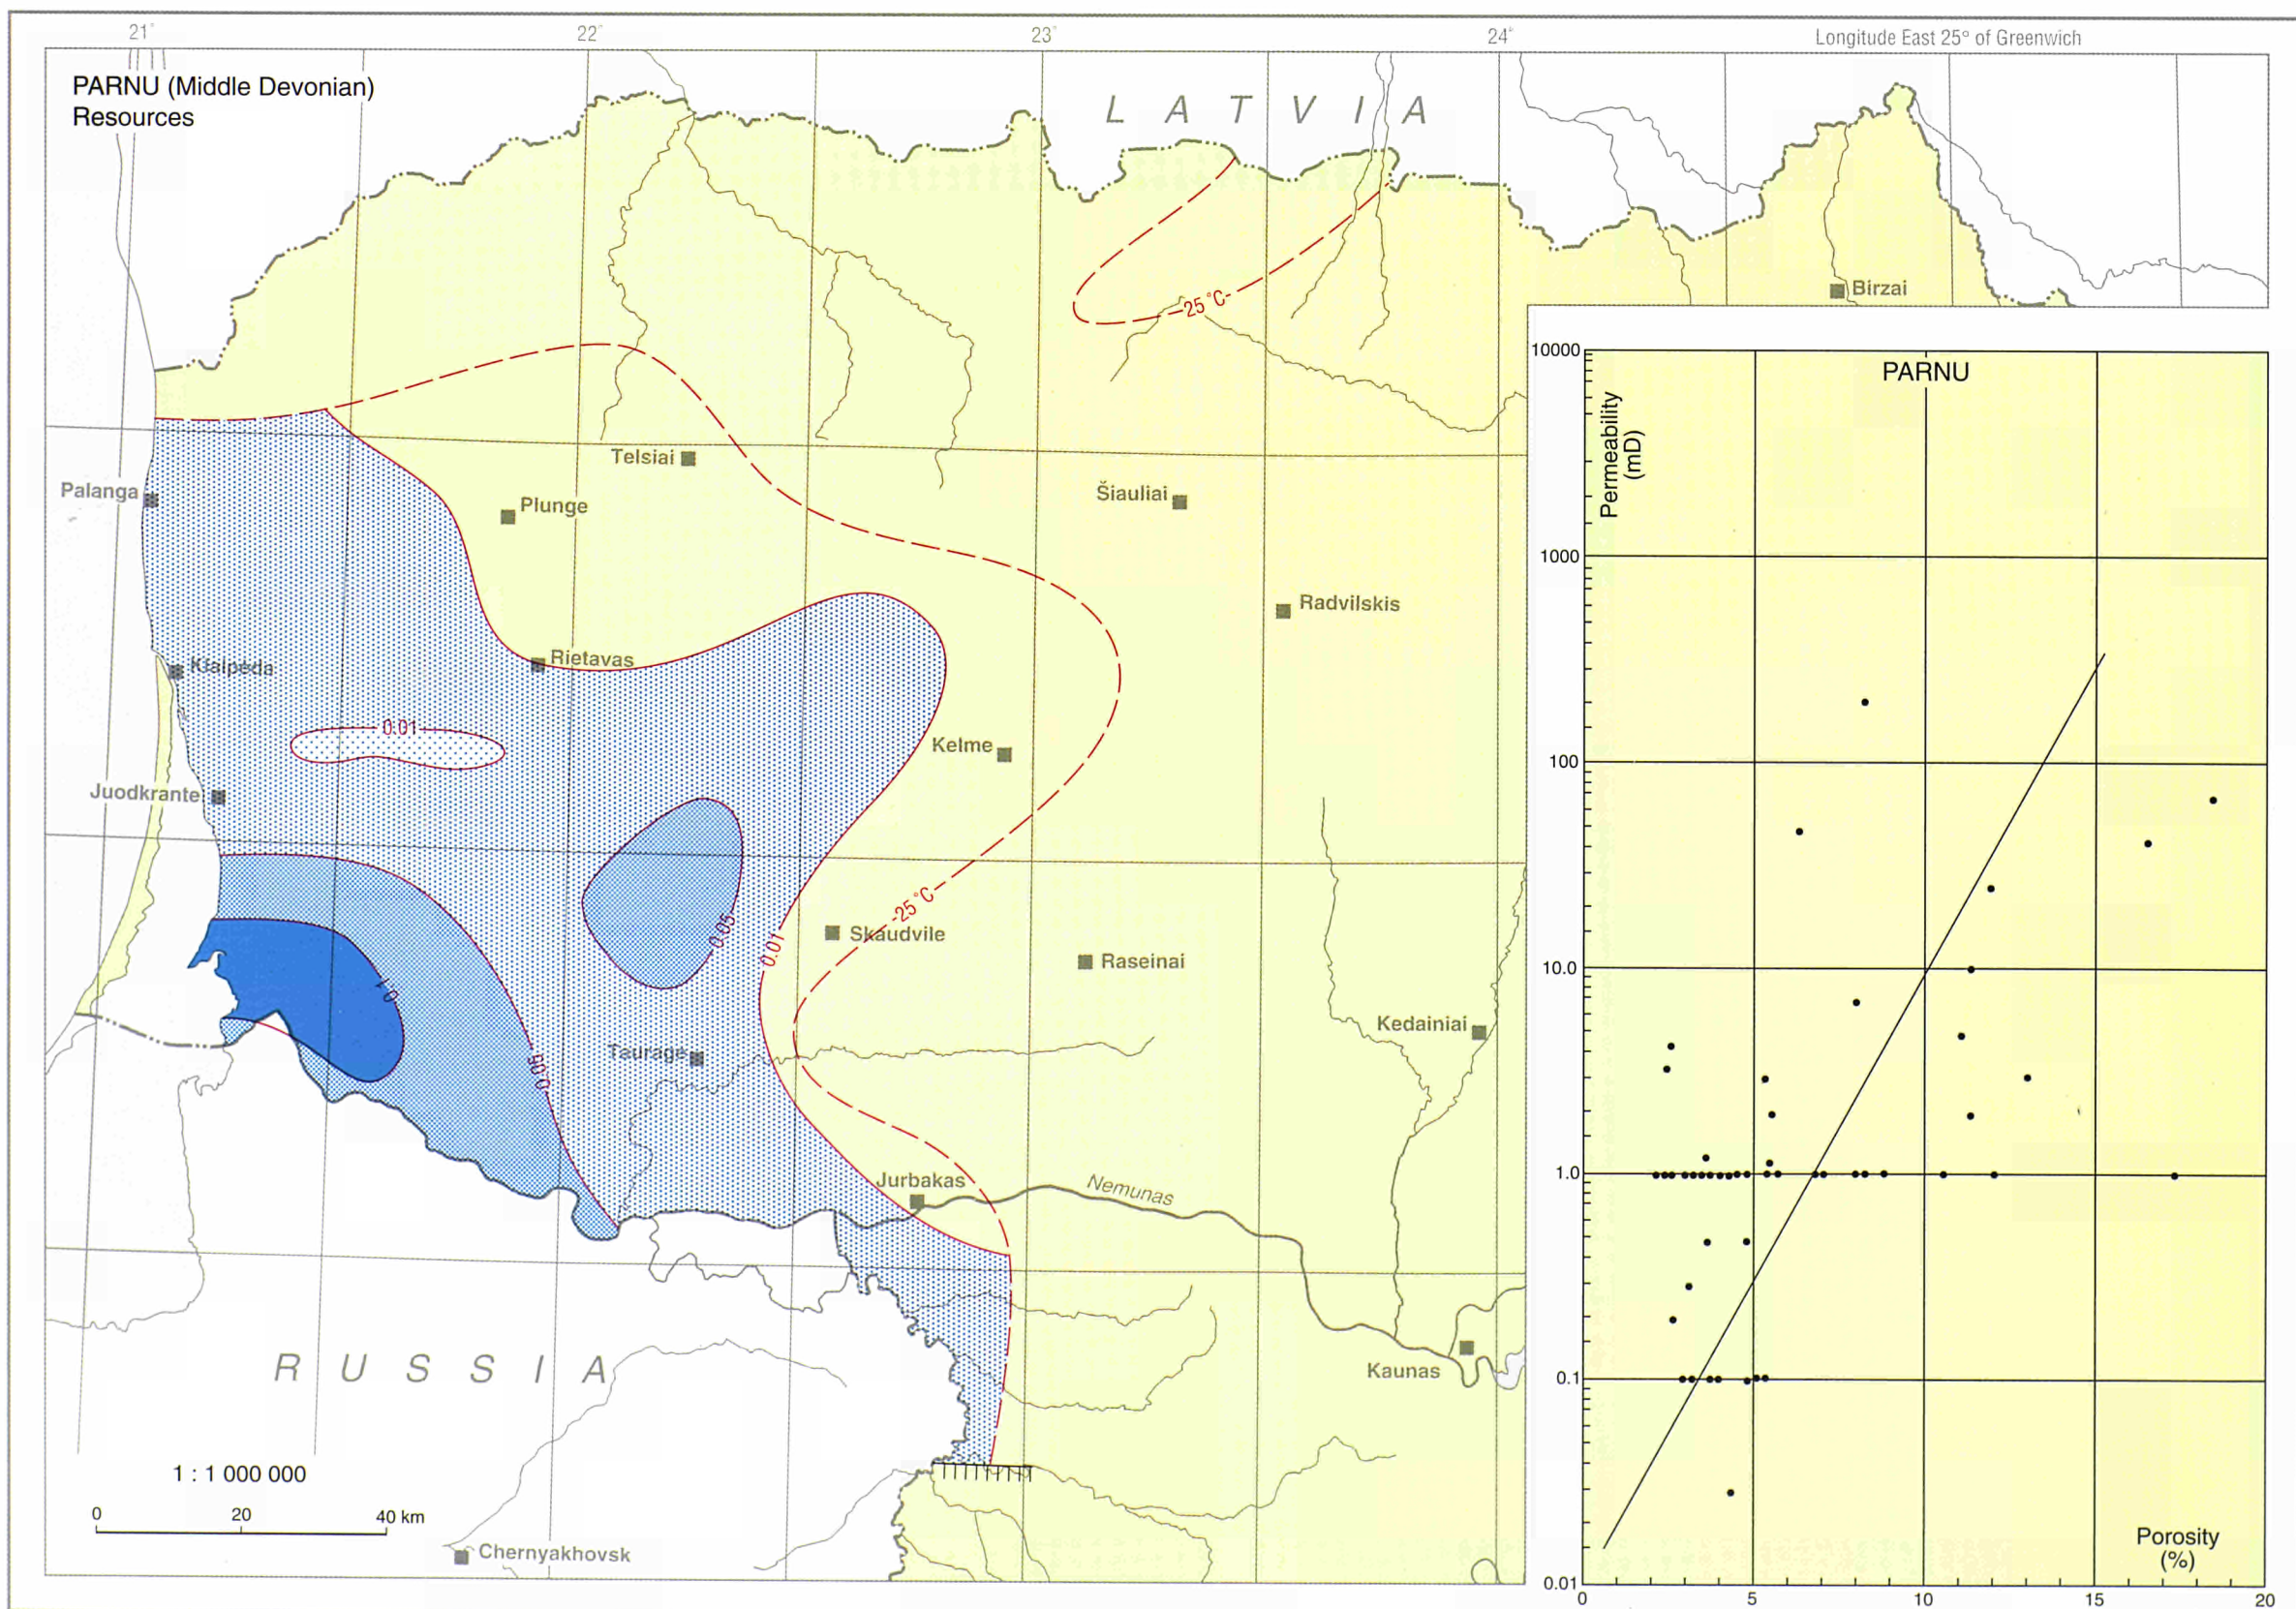 21°
22°
23°
24°
Longitude East 25° of Greenwich
PARNU (Middle Devonian)
Resources
LATVIA
Birzai
25°C
Telsiai
Palanga
Plunge
Šiauliai
Radvilskis
Rietavas
Klaipeda
0.01
Kelme
Juodkrante
0.05
25°C
0.01
Skaudvile
Raseinai
1.0
Kedainiai
Taurage
0.05
Jurbakas
Nemunas
Kaunas
RUSSIA
1 : 1 000 000
0 20 40 km
Chernyakhovsk
PARNU
Permeability
(mD)
10000
1000
100
10.0
1.0
0.1
0.01
Porosity
(%)
0 5 10 15 20